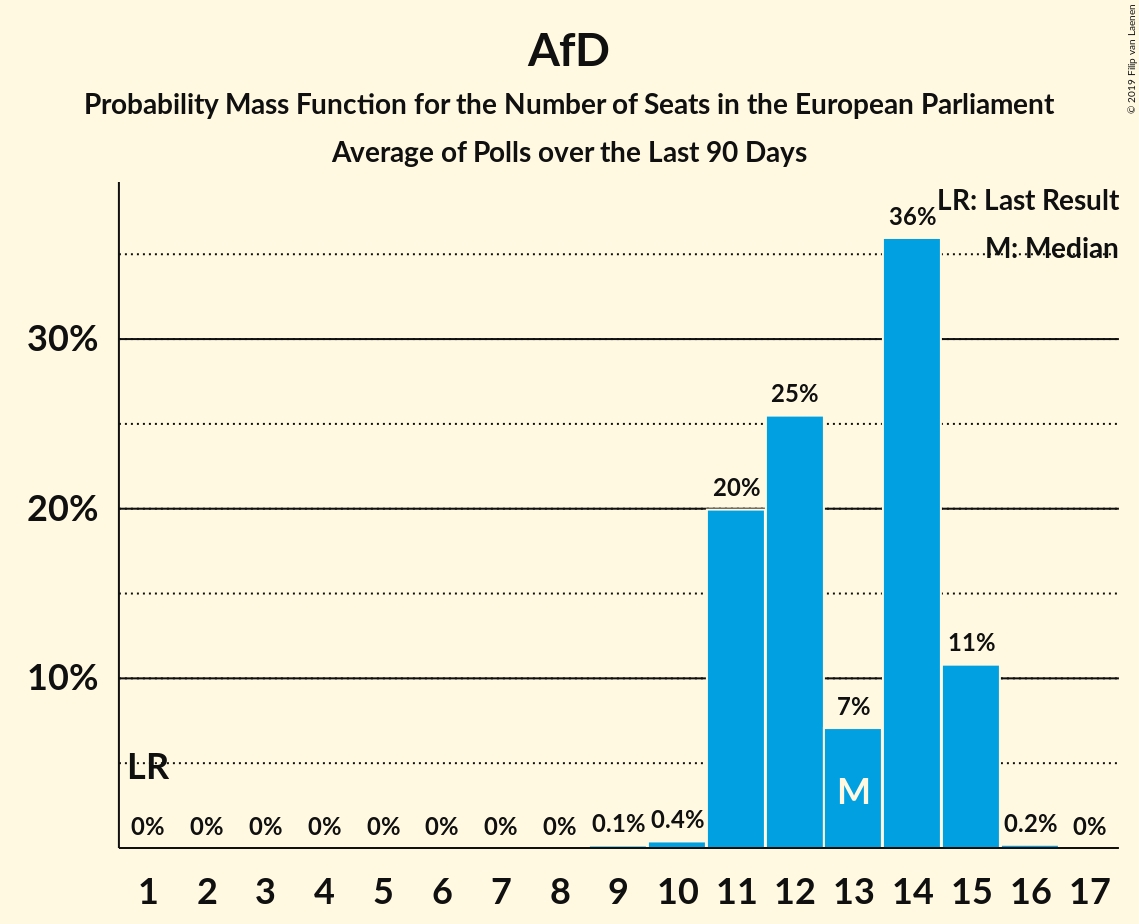 AfD
Probability Mass Function for the Number of Seats in the European Parliament
Average of Polls over the Last 90 Days
© 2019 Filip van Laenen
LR: Last Result
M: Median
36%
30%
25%
20%
20%
11%
10%
7%
LR
M
0% 0% 0% 0% 0% 0% 0% 0% 0.1% 0.4% 0.2% 0%
1 2 3 4 5 6 7 8 9 10 11 12 13 14 15 16 17